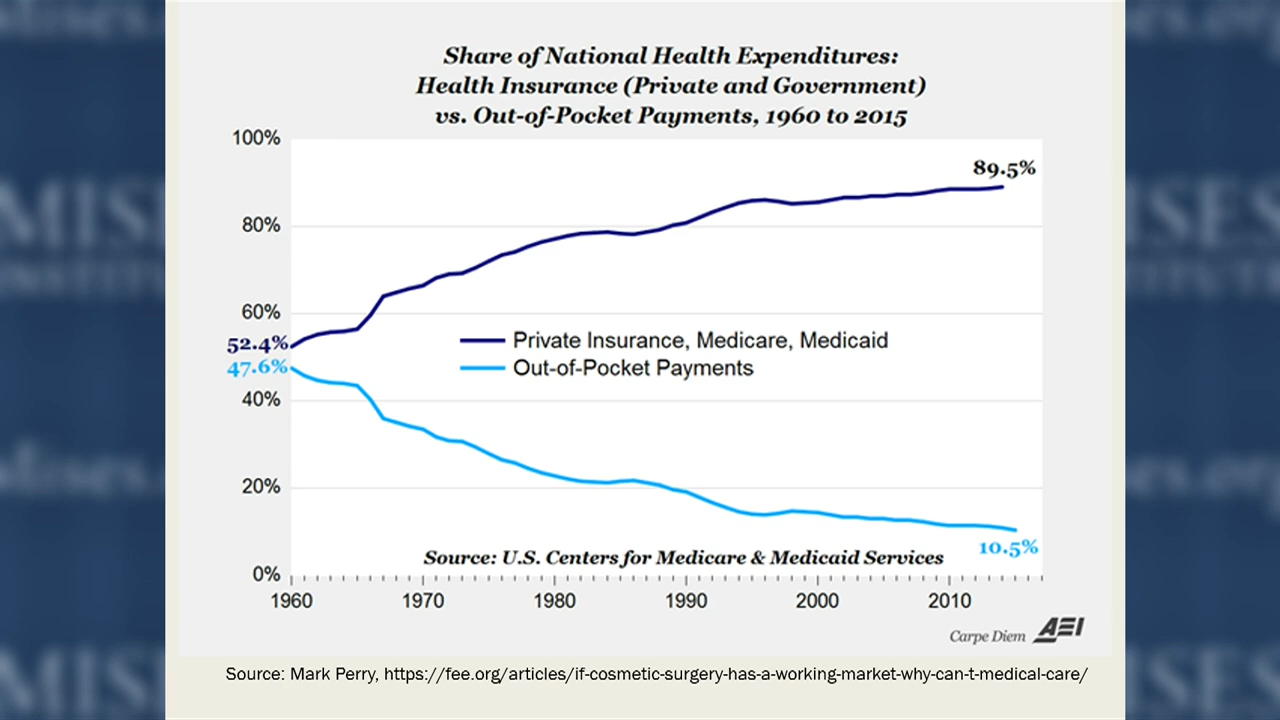 Share of National Health Expenditures:
Health Insurance (Private and Government)
vs. Out-of-Pocket Payments, 1960 to 2015
100%
89.5%
80%
60%
52.4%
Private Insurance, Medicare, Medicaid
47.6%
Out-of-Pocket Payments
40%
20%
10.5%
Source: U.S. Centers for Medicare & Medicaid Services
0%
1960 1970 1980 1990 2000 2010
Carpe Diem AEI
Source: Mark Perry, https://fee.org/articles/if-cosmetic-surgery-has-a-working-market-why-can-t-medical-care/